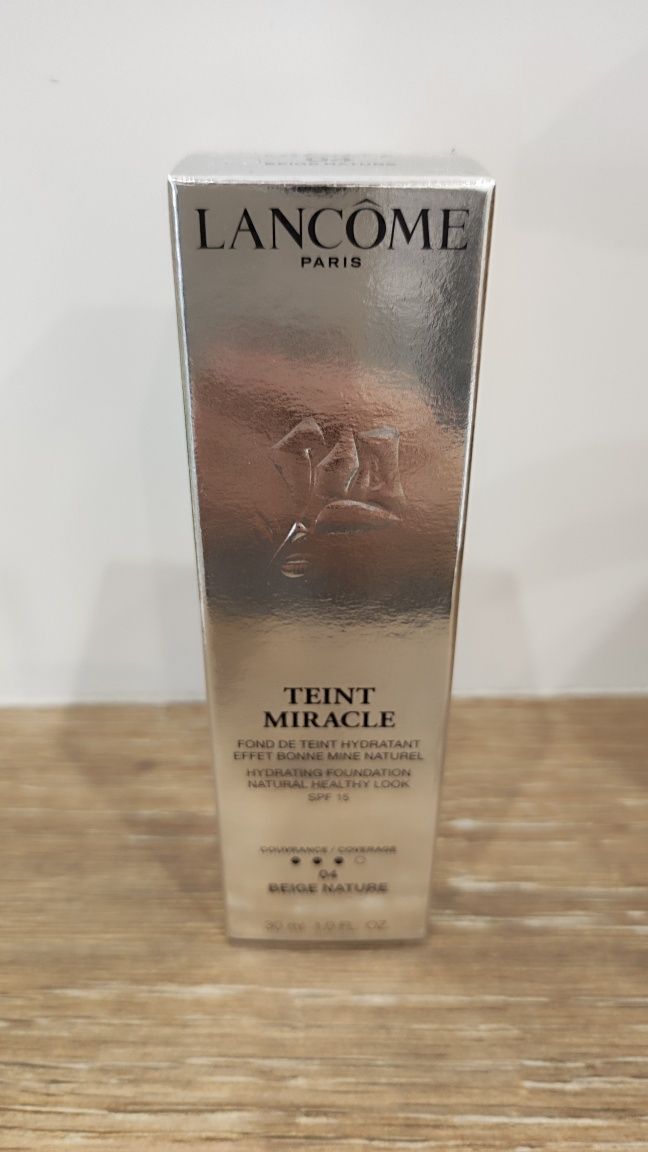 LANCÔME
PARIS
TEINT
MIRACLE
FOND DE TEINT HYDRATANT
EFFET BONNE MINE NATUREL
HYDRATING FOUNDATION
NATURAL HEALTHY LOOK
SPF 15
COUVRANCE / COVERAGE
04
BEIGE NATURE
30 ml 1.0 FL. OZ.